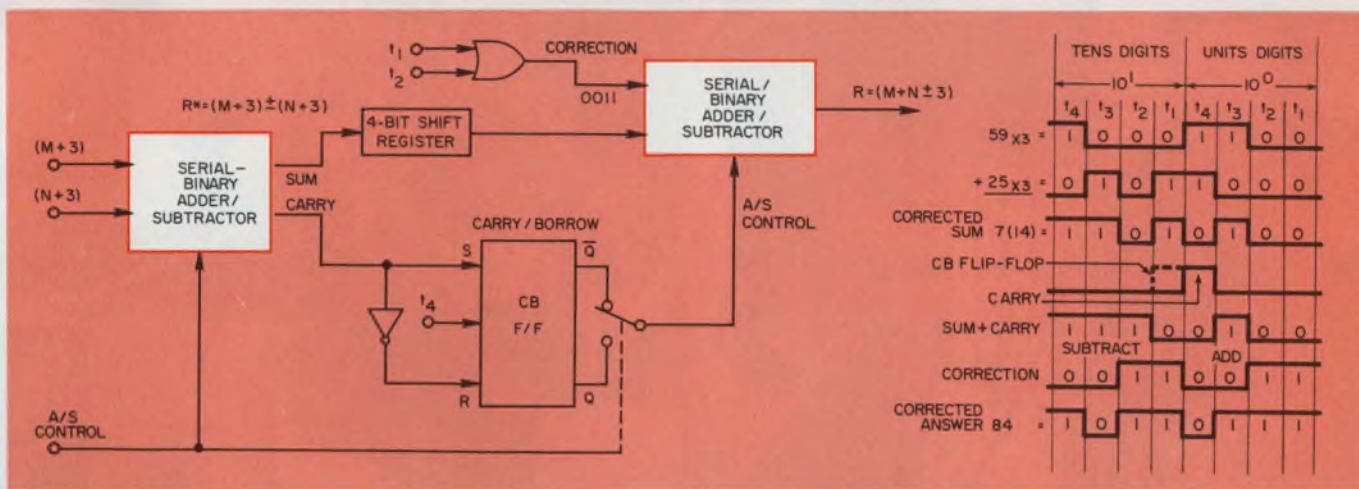 t1
t2
CORRECTION
0011
R*=(M+3)±(N+3)
4-BIT SHIFT
REGISTER
SERIAL/
BINARY
ADDER
/SUBTRACTOR
R=(M+N±3)
(M+3)
(N+3)
SERIAL-
BINARY
ADDER/
SUBTRACTOR
SUM
CARRY
A/S
CONTROL
CARRY/BORROW
S
Q̅
t4
CB
F/F
R
Q
A/S
CONTROL
TENS DIGITS UNITS DIGITS
10¹ 10⁰
t4 t3 t2 t1 t4 t3 t2 t1
59 X3 = 1 0 0 0 1 1 0 0
+ 25 X3 = 0 1 0 1 1 0 0 0
CORRECTED
SUM 7(14) = 1 1 0 1 0 1 0 0
CB FLIP-FLOP
CARRY
SUM+CARRY 1 1 1 0 0 1 0 0
SUBTRACT ADD
CORRECTION 0 0 1 1 0 0 1 1
CORRECTED
ANSWER 84 = 1 0 1 1 0 1 1 1